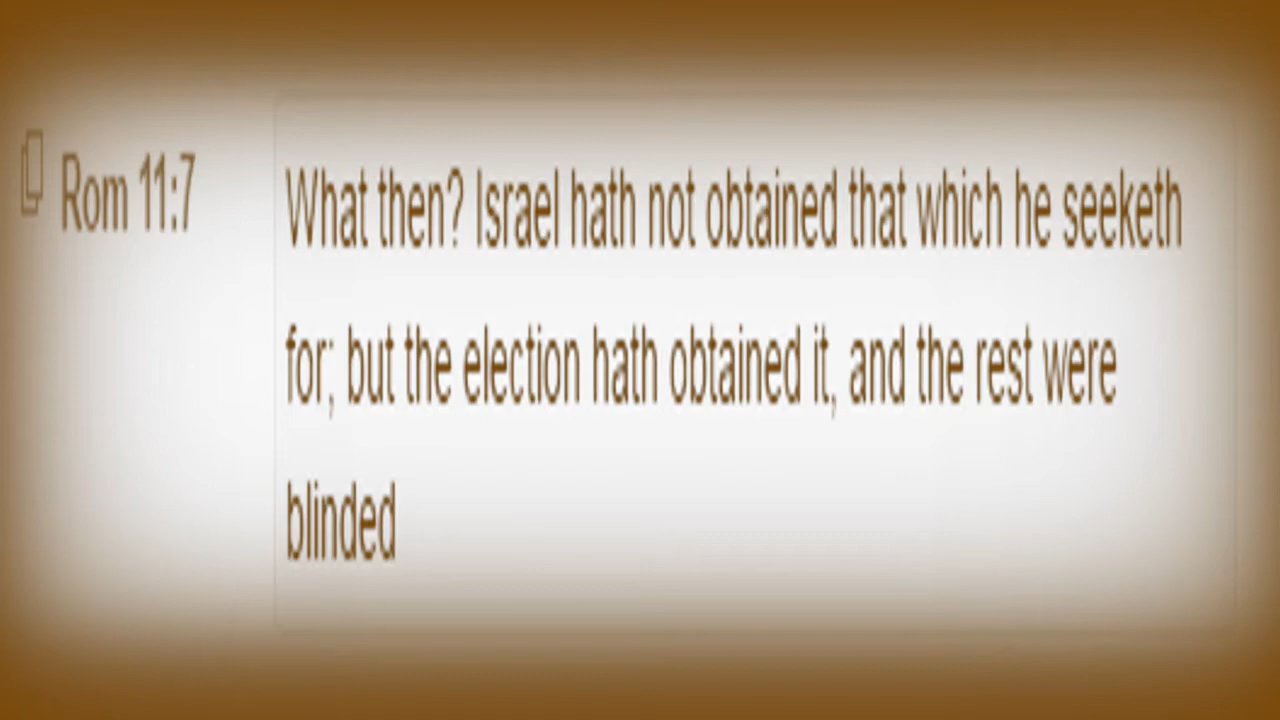 Rom 11:7
What then? Israel hath not obtained that which he seeketh
for; but the election hath obtained it, and the rest were
blinded